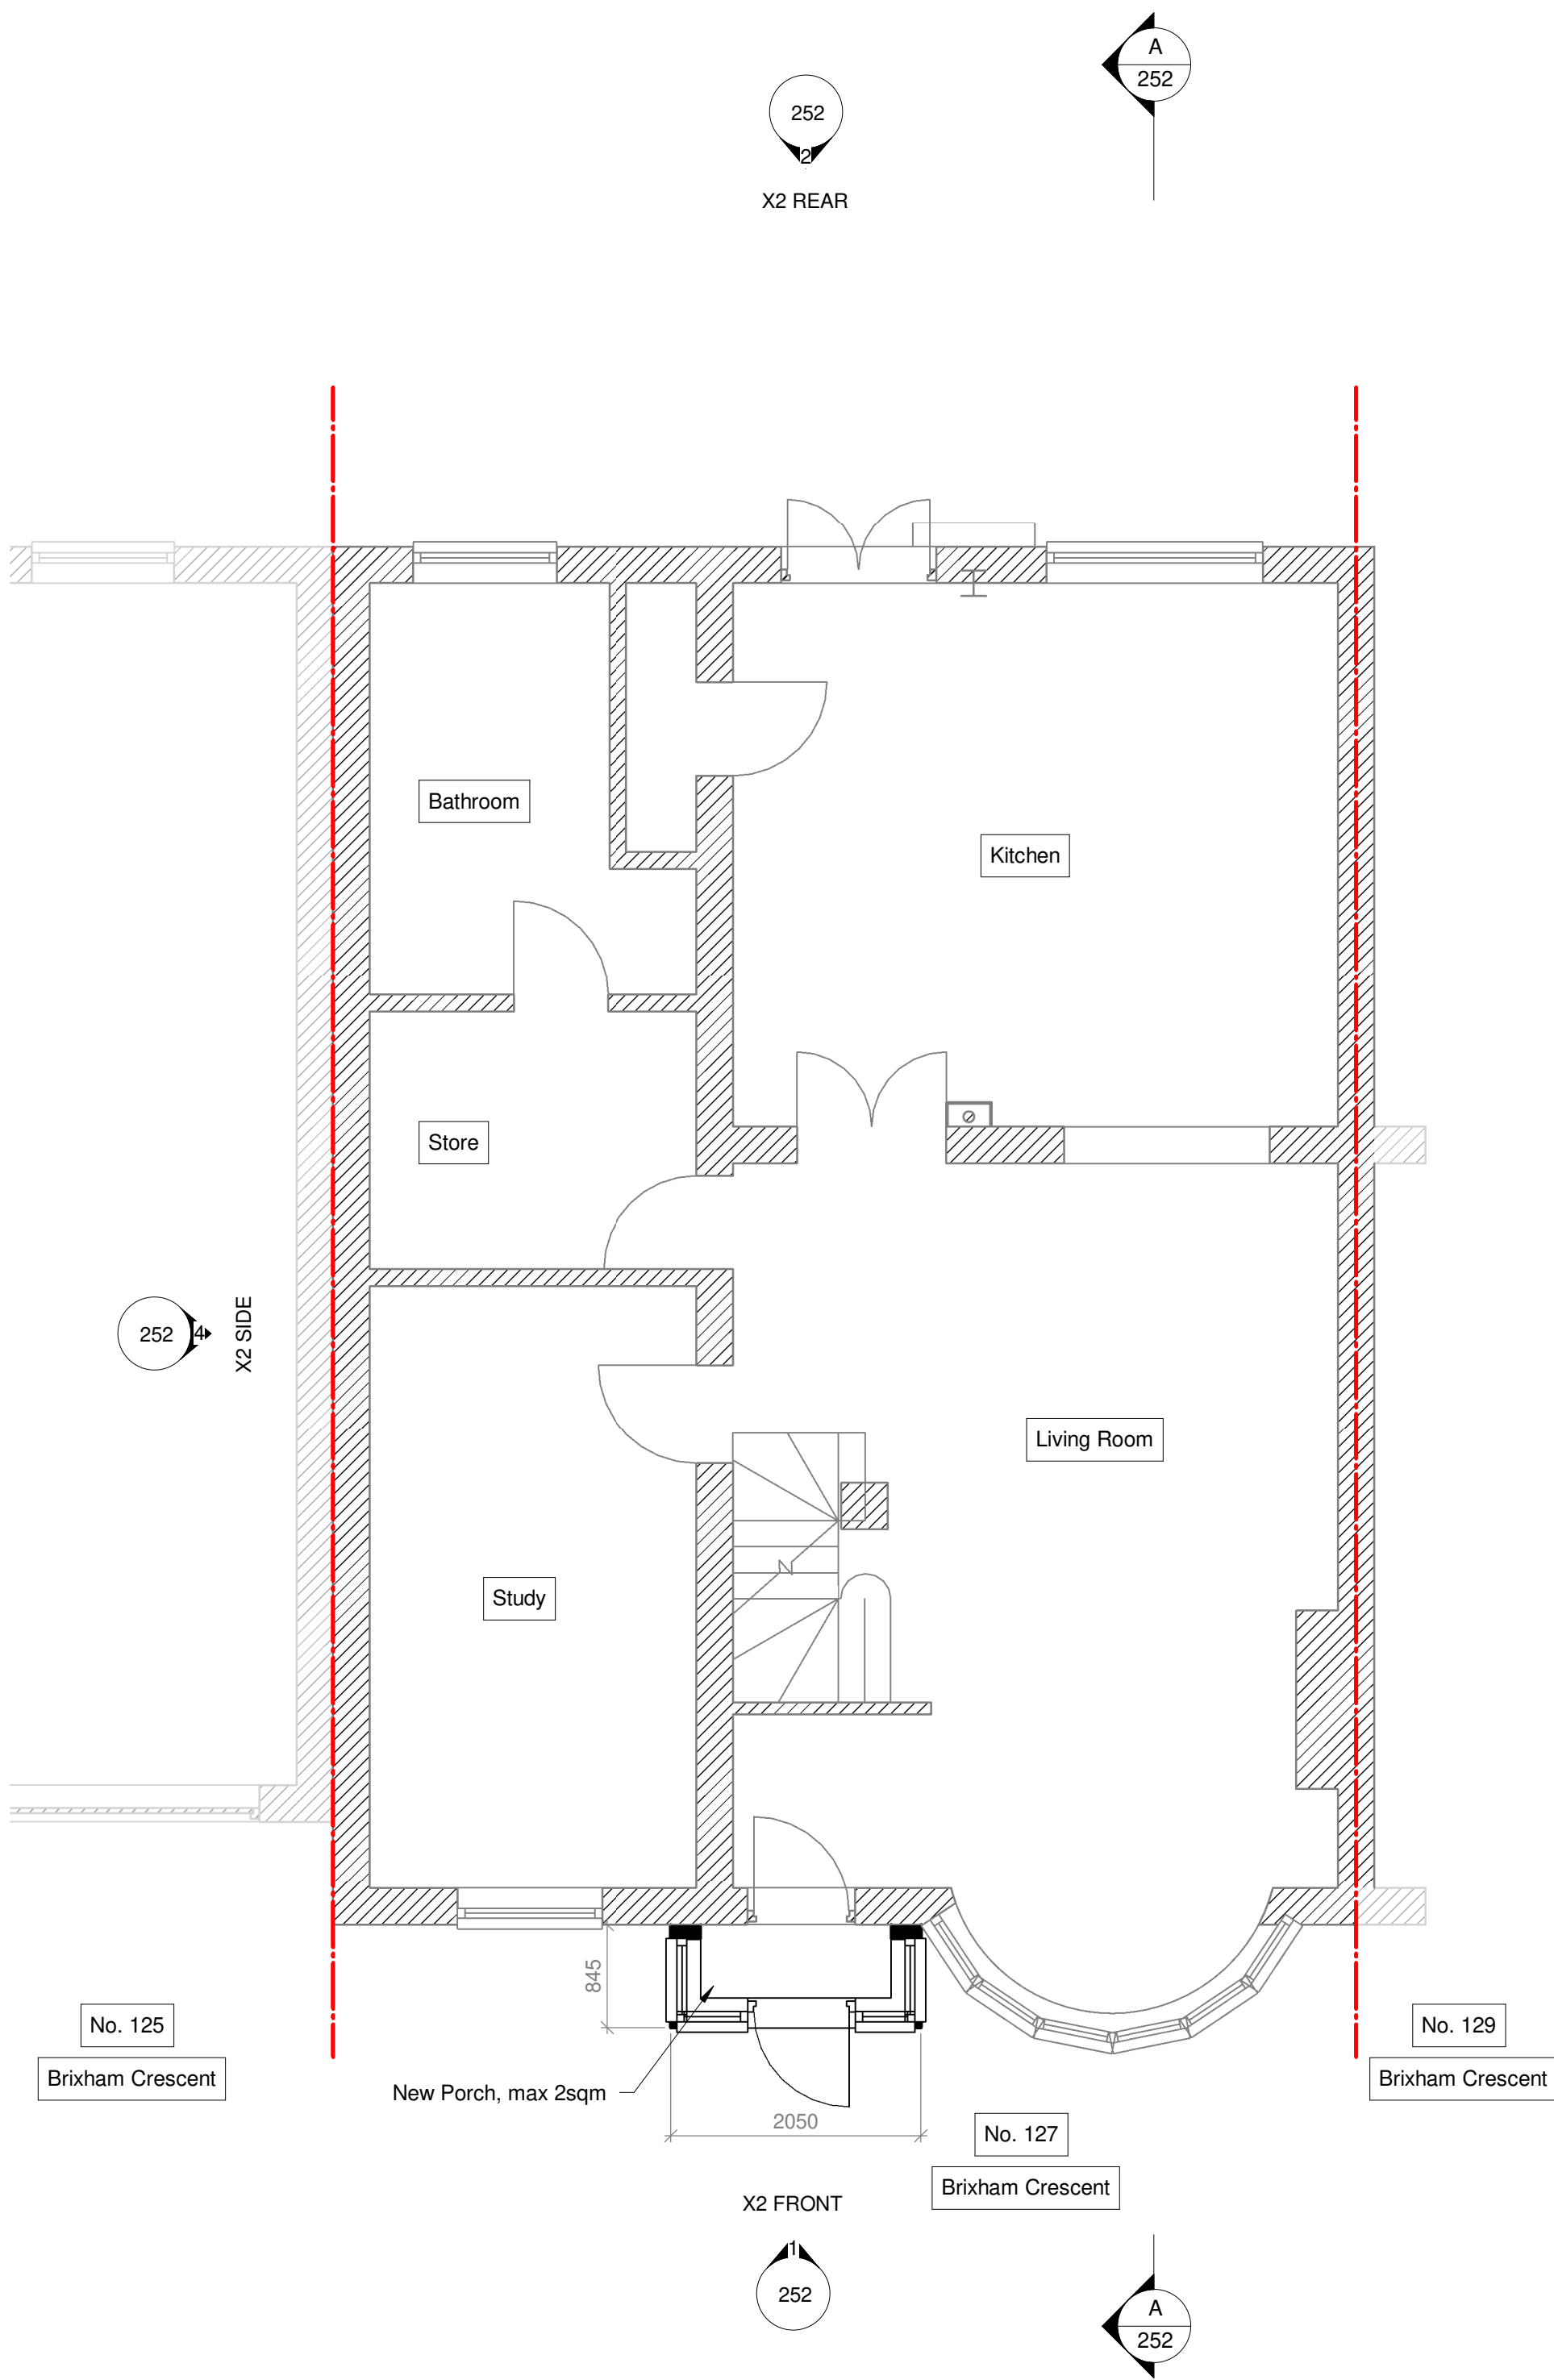 A
252
252
2
X2 REAR
Bathroom
Kitchen
Store
252
4
X2 SIDE
Living Room
Study
845
No. 125
Brixham Crescent
No. 129
Brixham Crescent
New Porch, max 2sqm
2050
No. 127
Brixham Crescent
X2 FRONT
1
252
A
252